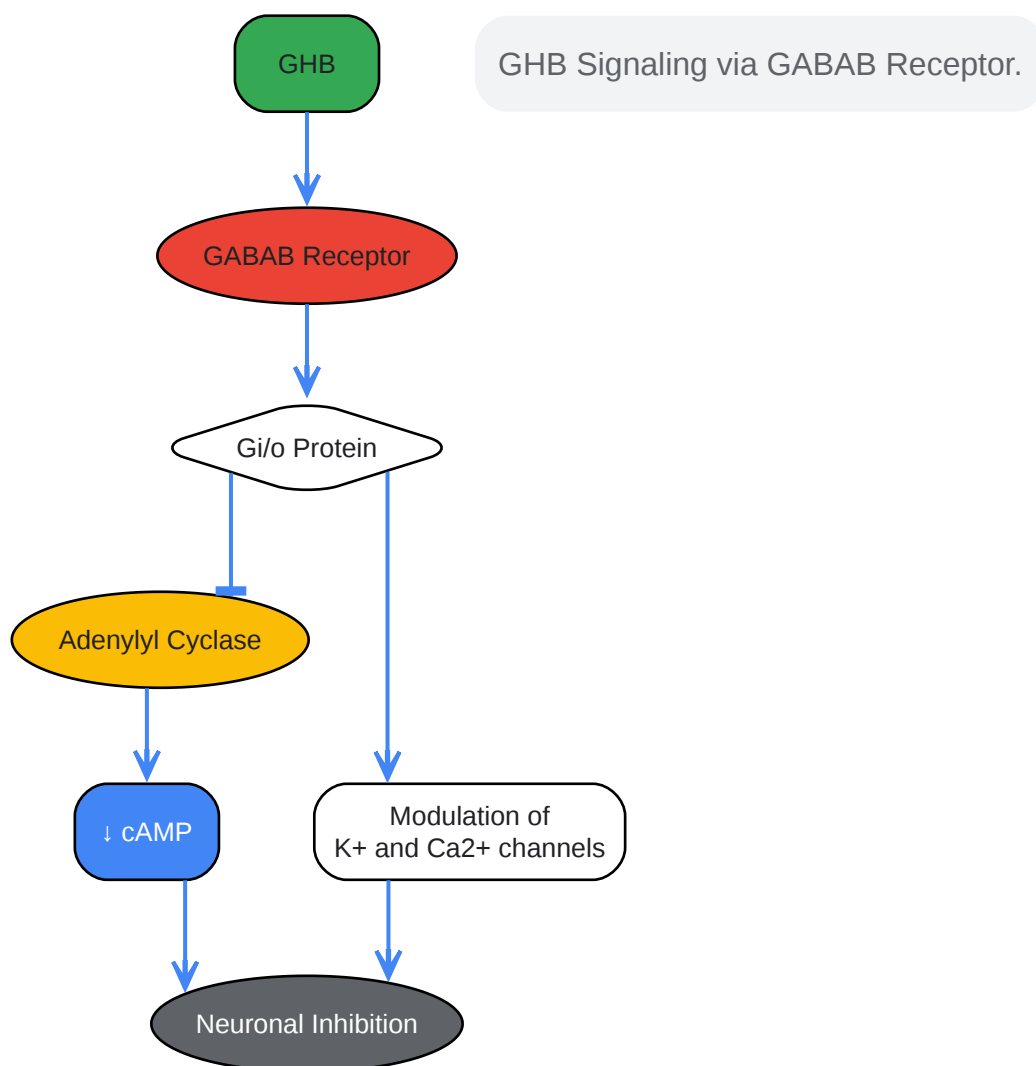 GHB
GHB Signaling via GABAB Receptor.
GABAB Receptor
Gi/o Protein
Adenylyl Cyclase
↓ cAMP
Modulation of
K+ and Ca2+ channels
Neuronal Inhibition